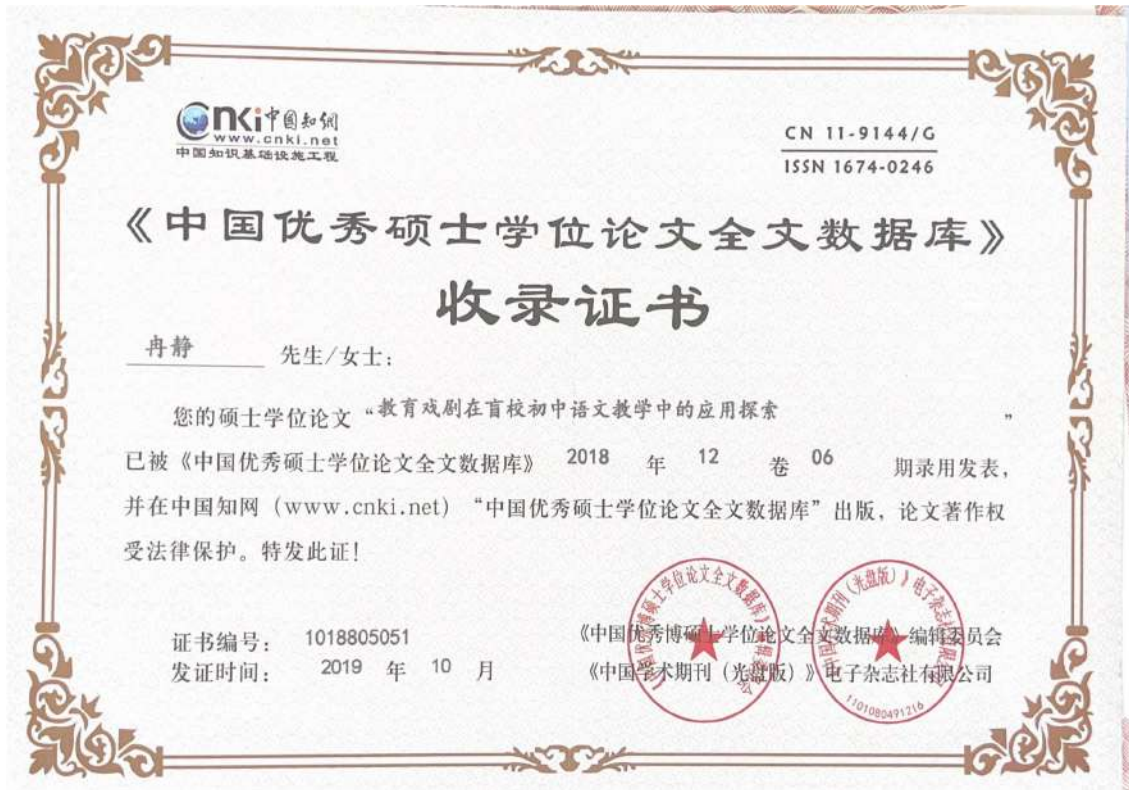 cnki中国知网
www.cnki.net
中国知识基础设施工程
CN 11-9144/G
ISSN 1674-0246
《中国优秀硕士学位论文全文数据库》
收录证书
冉静 先生/女士:
您的硕士学位论文“教育戏剧在盲校初中语文教学中的应用探索”
已被《中国优秀硕士学位论文全文数据库》 2018 年 12 卷 06 期录用发表,
并在中国知网(www.cnki.net)“中国优秀硕士学位论文全文数据库”出版,论文著作权
受法律保护。特发此证!
证书编号: 1018805051
发证时间: 2019 年 10 月
《中国优秀博硕士学位论文全文数据库》编辑委员会
《中国学术期刊(光盘版)》电子杂志社有限公司
1101080491216